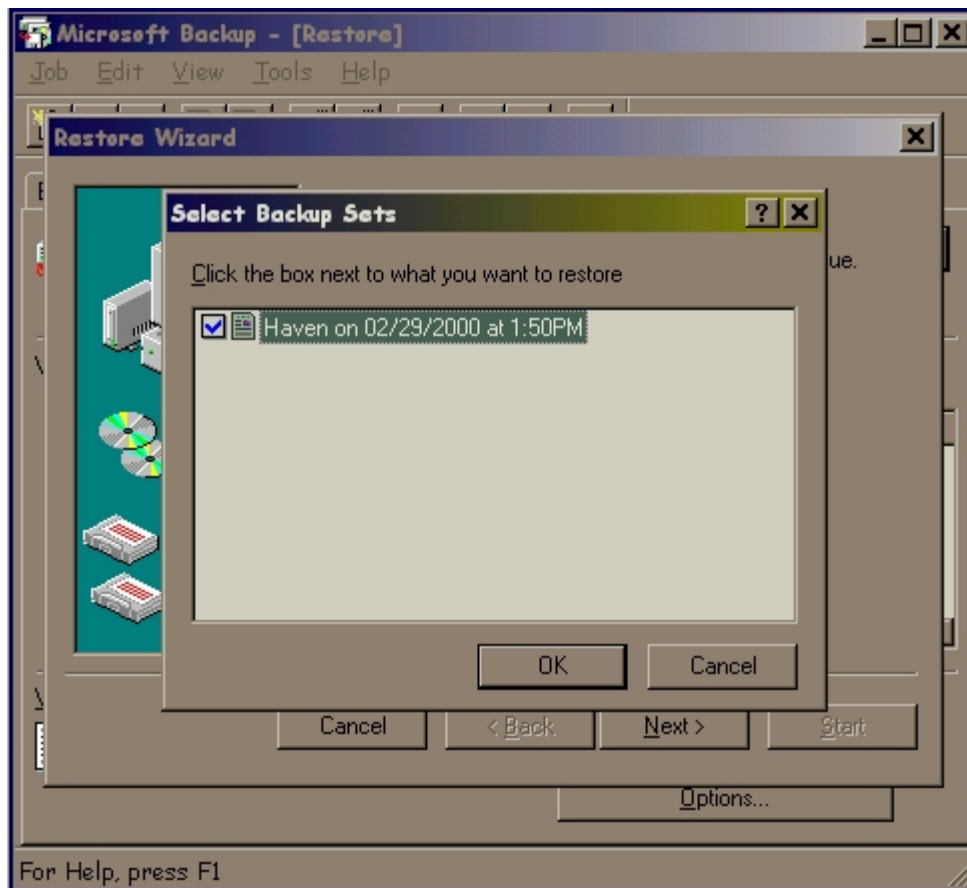 Microsoft Backup - [Restore]
Job Edit View Tools Help
Restore Wizard
Select Backup Sets
Click the box next to what you want to restore
ue.
Haven on 02/29/2000 at 1:50PM
OK Cancel
Cancel < Back Next > Start
Options...
For Help, press F1